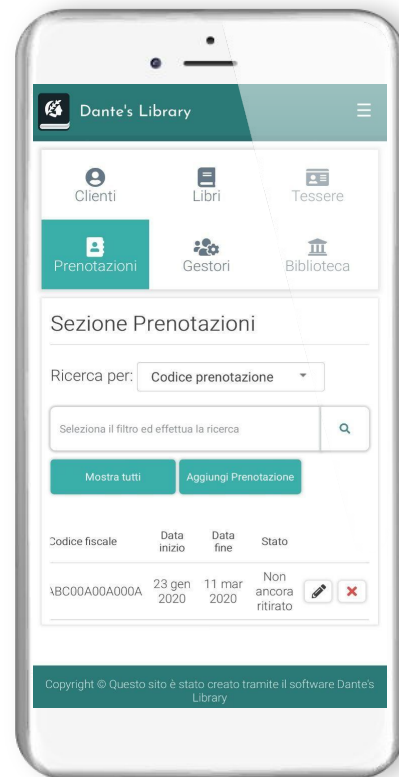 Dante's Library
Clienti
Libri
Tessere
Prenotazioni
Gestori
Biblioteca
Sezione Prenotazioni
Ricerca per: Codice prenotazione
Seleziona il filtro ed effettua la ricerca
Mostra tutti
Aggiungi Prenotazione
Codice fiscale
Data
inizio
Data
fine
Stato
ABC00A00A000A
23 gen
2020
11 mar
2020
Non
ancora
ritirato
Copyright © Questo sito è stato creato tramite il software Dante's
Library